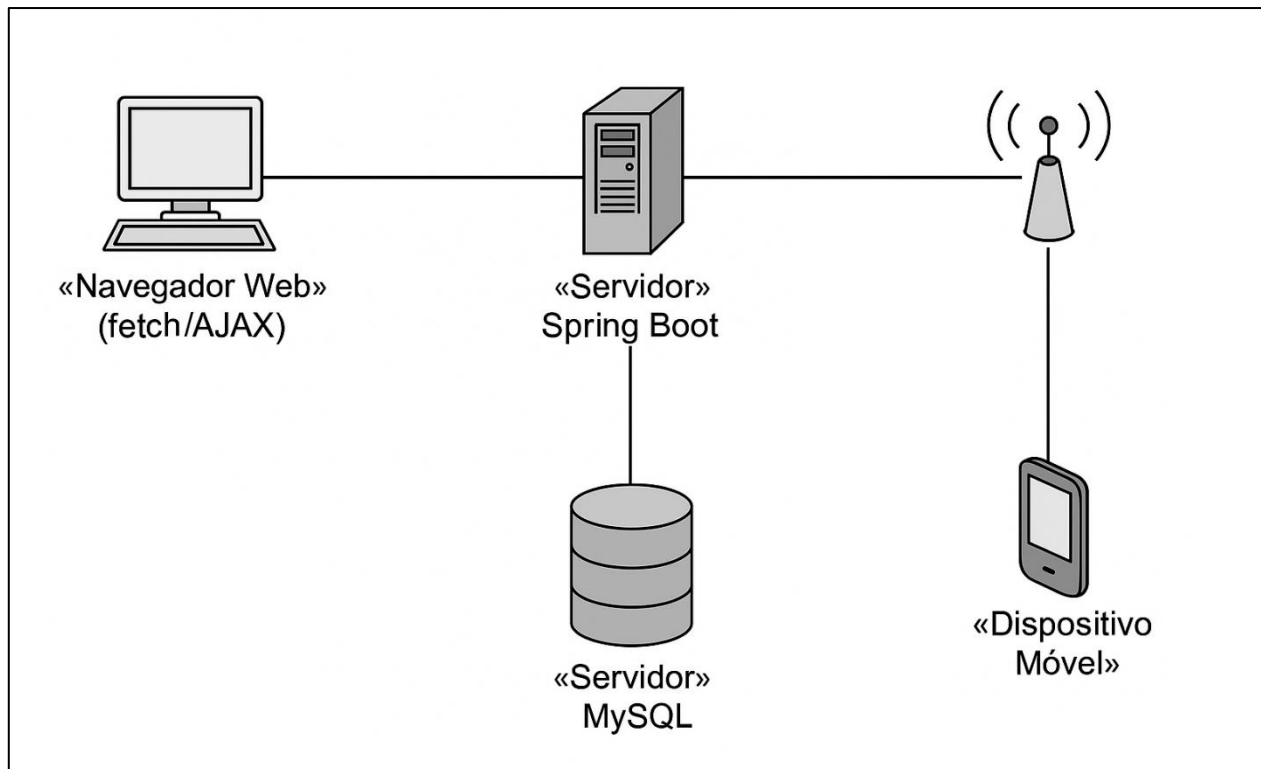 «Navegador Web»
(fetch/AJAX)
«Servidor»
Spring Boot
«Servidor»
MySQL
«Dispositivo
Móvel»